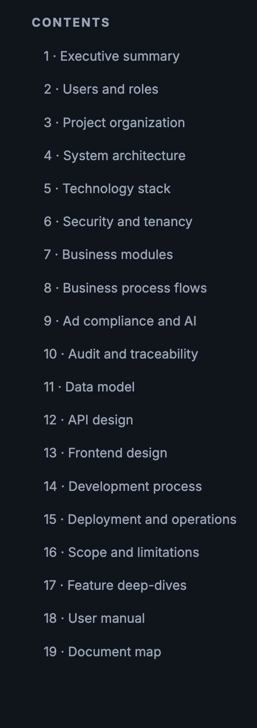 CONTENTS
1 · Executive summary
2 · Users and roles
3 · Project organization
4 · System architecture
5 · Technology stack
6 · Security and tenancy
7 · Business modules
8 · Business process flows
9 · Ad compliance and AI
10 · Audit and traceability
11 · Data model
12 · API design
13 · Frontend design
14 · Development process
15 · Deployment and operations
16 · Scope and limitations
17 · Feature deep-dives
18 · User manual
19 · Document map